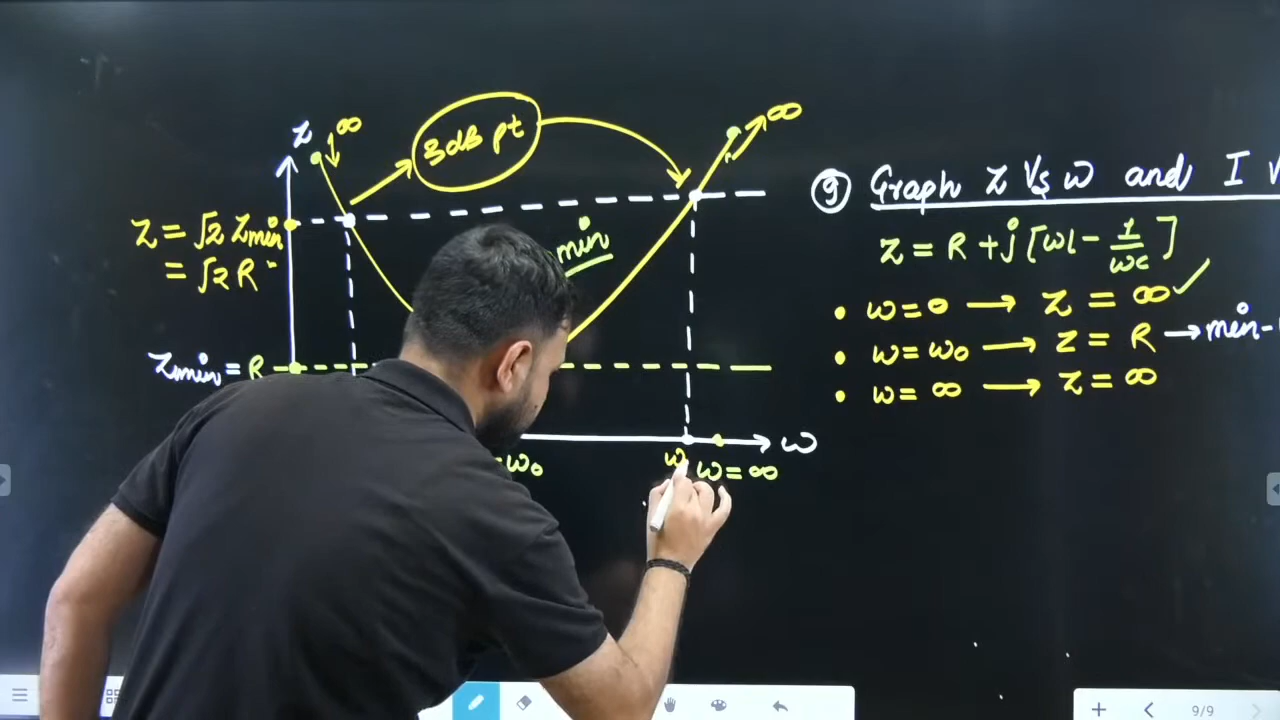 Z
∞
3dB pt
∞
Z = √2 Zmin
= √2 R
min
Zmin = R
ω
ω0
ω
ω = ∞
⑨ Graph Z Vs ω and I V
Z = R + j [ωL - 1/ωC]
• ω = 0 → Z = ∞ ✓
• ω = ω0 → Z = R → min-
• ω = ∞ → Z = ∞
9/9